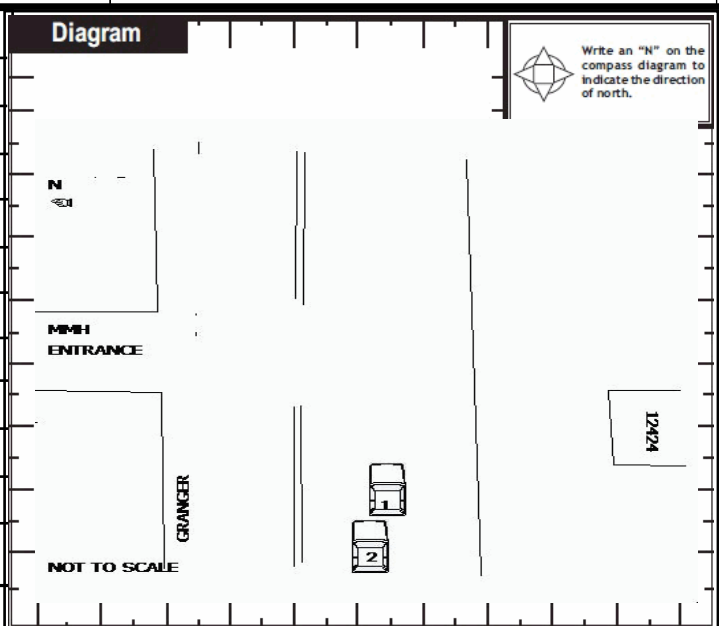 Diagram
Write an “N” on the
compass diagram to
indicate the direction
of north.
N
MMH
ENTRANCE
12424
GRANGER
1
2
NOT TO SCALE